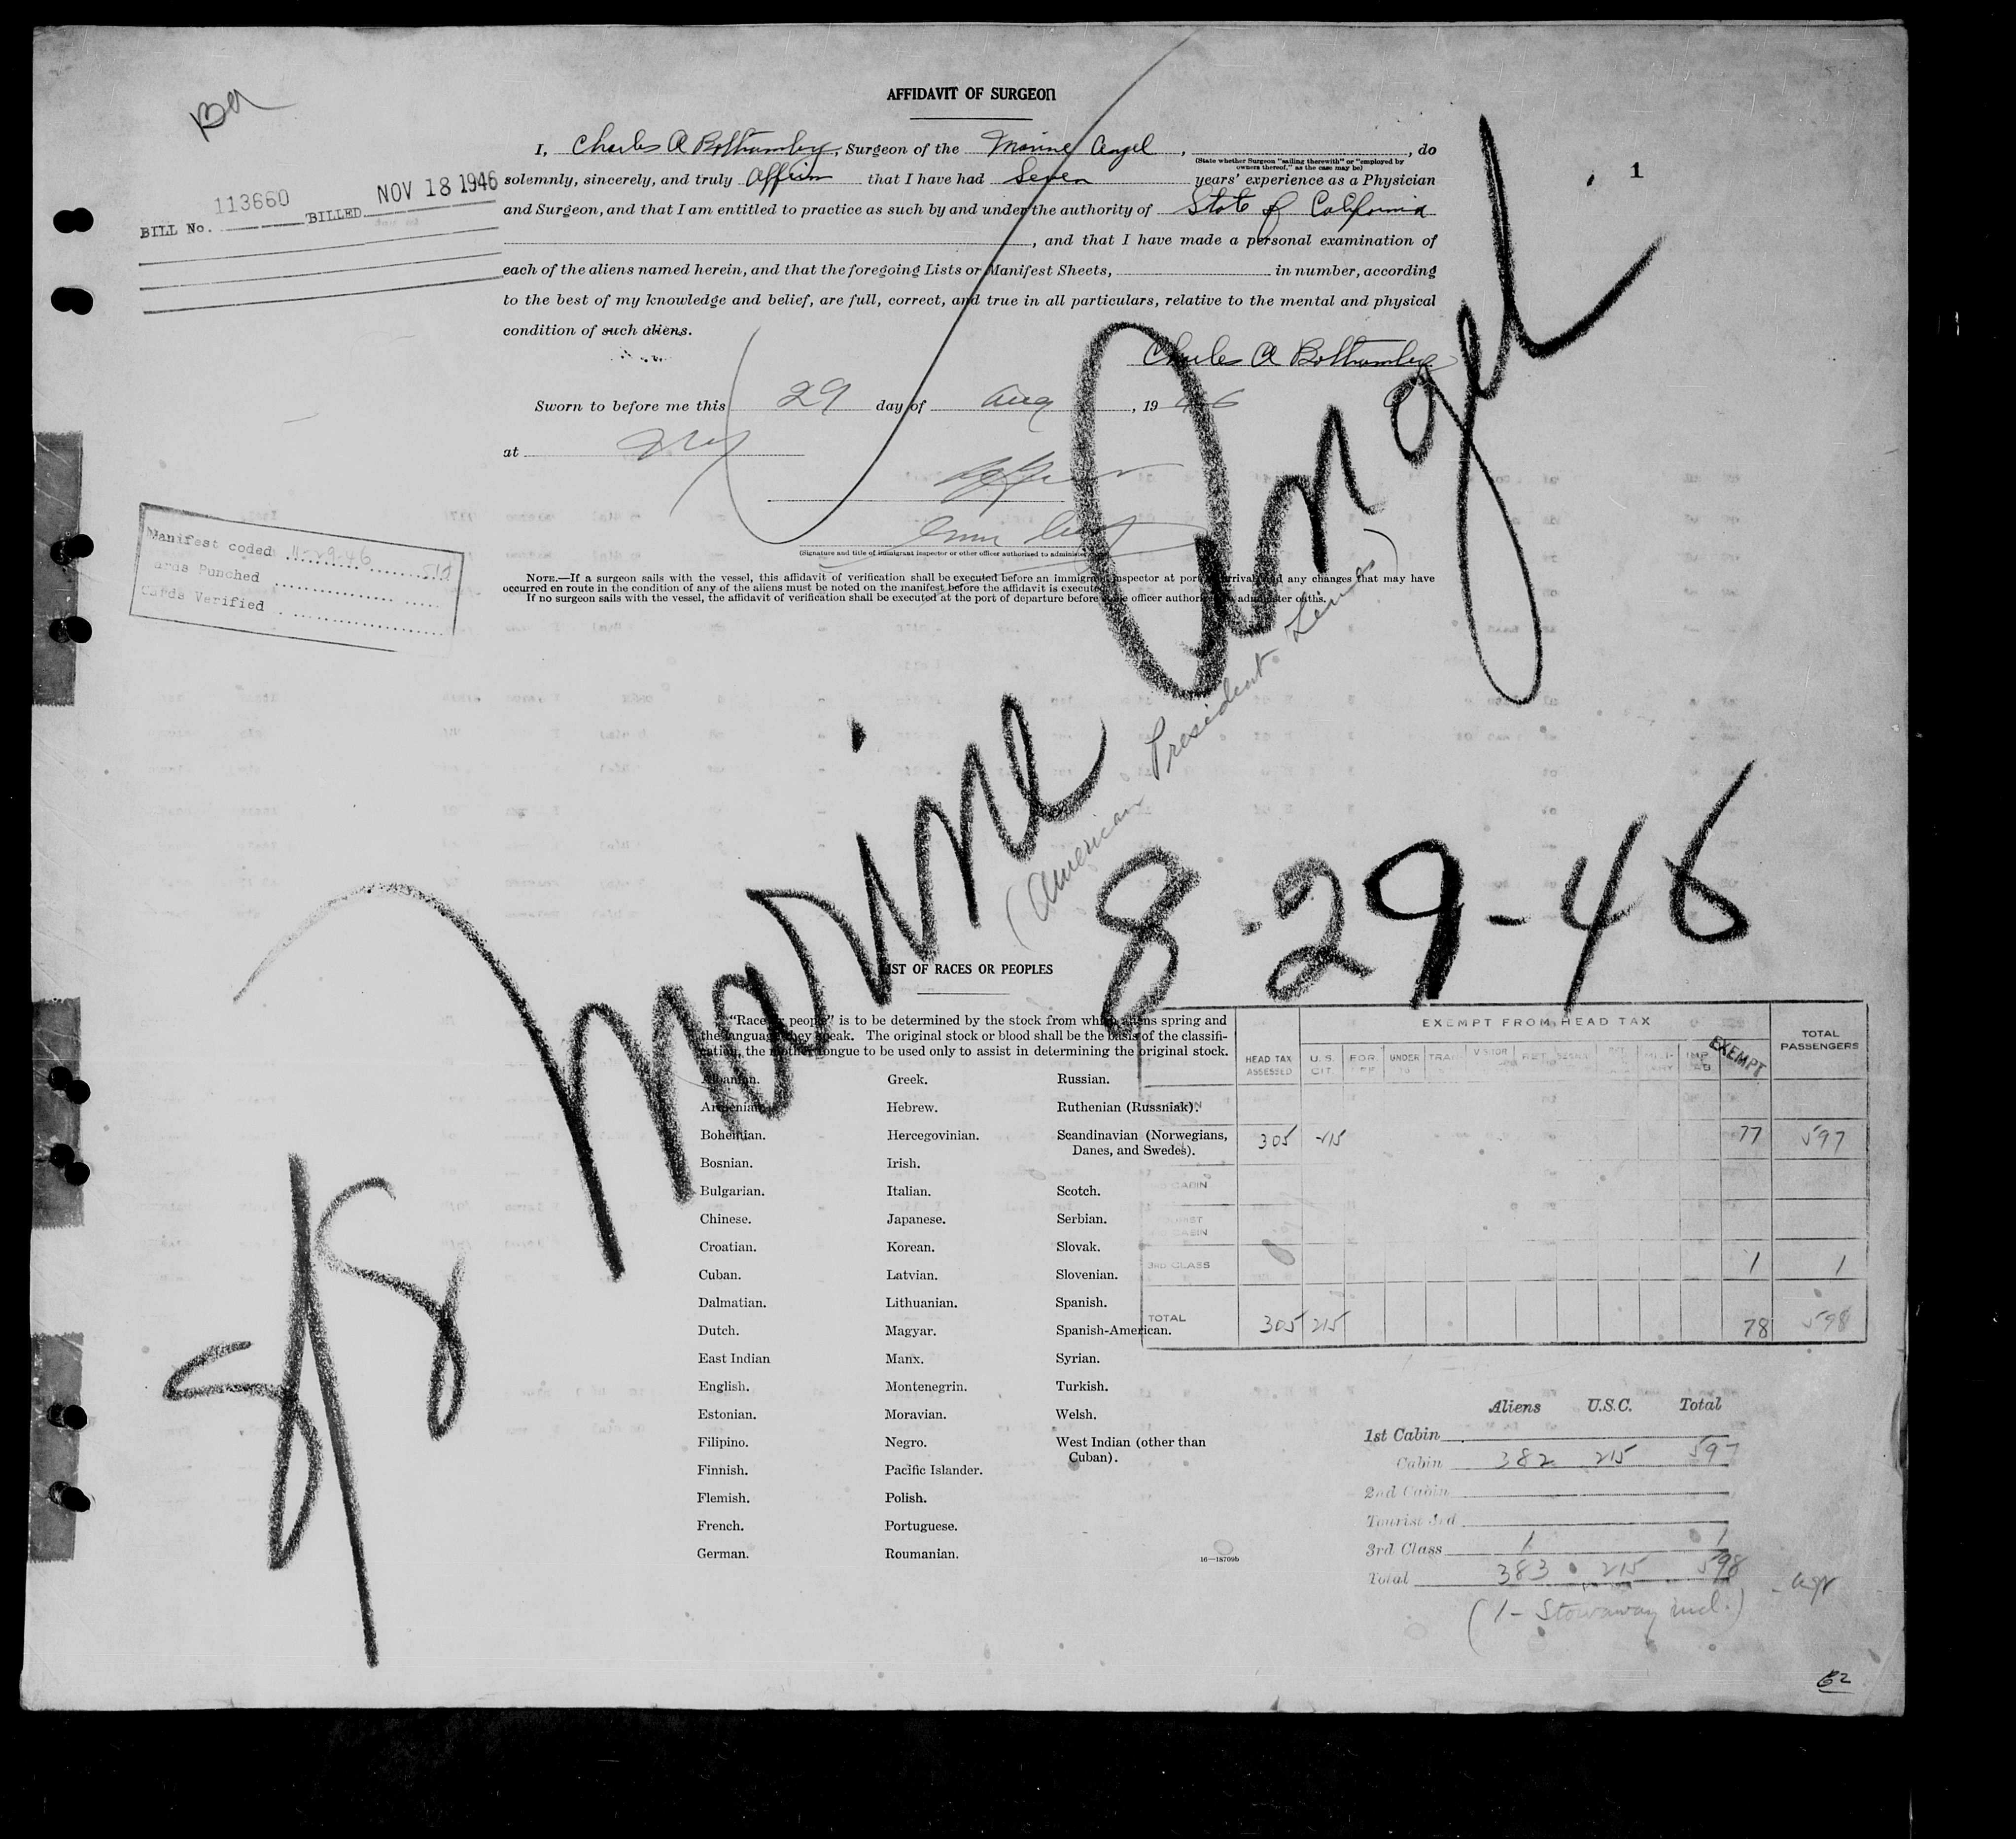 AFFIDAVIT OF SURGEON
I, Charles A , Surgeon of the Marine Angel , , do
(State whether Surgeon "sailing therewith" or "employed by
owners thereof," as the case may be)
solemnly, sincerely, and truly affirm that I have had Seven years' experience as a Physician
and Surgeon, and that I am entitled to practice as such by and under the authority of State of California
, and that I have made a personal examination of
each of the aliens named herein, and that the foregoing Lists or Manifest Sheets, in number, according
to the best of my knowledge and belief, are full, correct, and true in all particulars, relative to the mental and physical
condition of such aliens.
Charles A
Sworn to before me this 29 day of Aug , 19 46
at
(Signature and title of immigrant inspector or other officer authorized to administer
NOTE.—If a surgeon sails with the vessel, this affidavit of verification shall be executed before an immigrant inspector at port arrival and any changes that may have
occurred en route in the condition of any of the aliens must be noted on the manifest before the affidavit is executed
If no surgeon sails with the vessel, the affidavit of verification shall be executed at the port of departure before officer administer oaths.
1
BILL No. 113660 BILLED NOV 18 1946
Manifest coded 11-29-46
Cards Punched
Cards Verified
S/S Marine Angel
(American President Lines)
8-29-46
LIST OF RACES OR PEOPLES
"Race or people" is to be determined by the stock from which aliens spring and
the language they speak. The original stock or blood shall be the basis of the classifi-
cation, the mother tongue to be used only to assist in determining the original stock.
Albanian.
Armenian.
Bohemian.
Bosnian.
Bulgarian.
Chinese.
Croatian.
Cuban.
Dalmatian.
Dutch.
East Indian
English.
Estonian.
Filipino.
Finnish.
Flemish.
French.
German.
Greek.
Hebrew.
Hercegovinian.
Irish.
Italian.
Japanese.
Korean.
Latvian.
Lithuanian.
Magyar.
Manx.
Montenegrin.
Moravian.
Negro.
Pacific Islander.
Polish.
Portuguese.
Roumanian.
Russian.
Ruthenian (Russniak).
Scandinavian (Norwegians,
Danes, and Swedes).
Scotch.
Serbian.
Slovak.
Slovenian.
Spanish.
Spanish-American.
Syrian.
Turkish.
Welsh.
West Indian (other than
Cuban).
16—18709b
EXEMPT FROM HEAD TAX
HEAD TAX ASSESSED U.S. CIT. FOR. UNDER 16 TRAN. VISITOR EXEMPT TOTAL PASSENGERS
305 215 77 597
CABIN
3RD CLASS 0 1 1
TOTAL 305 215 78 598
Aliens U.S.C. Total
1st Cabin
Cabin 382 215 597
2nd Cabin
Tourist 3rd
3rd Class 1 1
Total 383 215 598
(1 - Stowaway incl.)
62